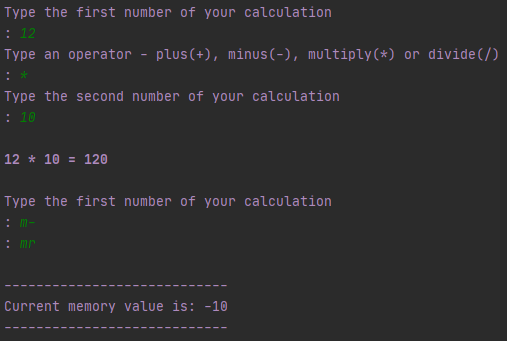 Type the first number of your calculation
: 12
Type an operator - plus(+), minus(-), multiply(*) or divide(/)
: *
Type the second number of your calculation
: 10
12 * 10 = 120
Type the first number of your calculation
: m-
: mr
----------------------------
Current memory value is: -10
----------------------------